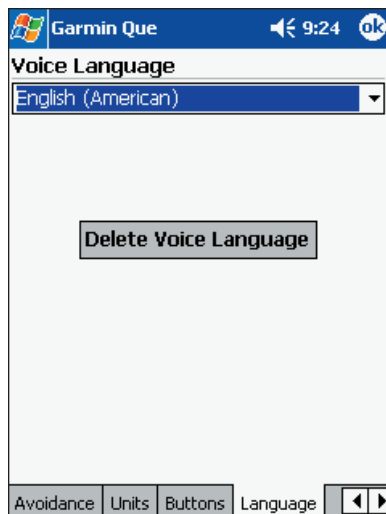 Garmin Que 9:24 ok
Voice Language
English (American)
Delete Voice Language
Avoidance Units Buttons Language